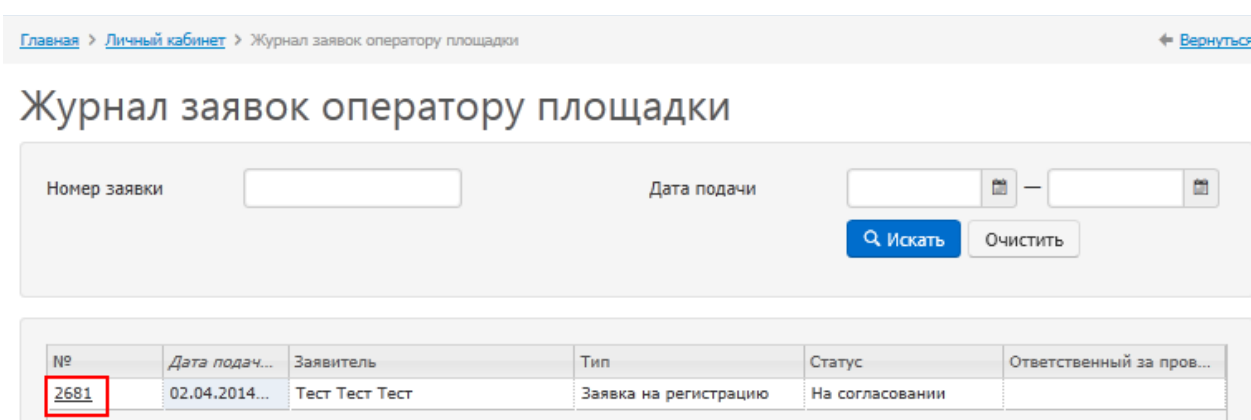 Главная > Личный кабинет > Журнал заявок оператору площадки Вернуться
Журнал заявок оператору площадки
Номер заявки Дата подачи —
Искать Очистить
№ Дата подач... Заявитель Тип Статус Ответственный за пров...
2681 02.04.2014... Тест Тест Тест Заявка на регистрацию На согласовании